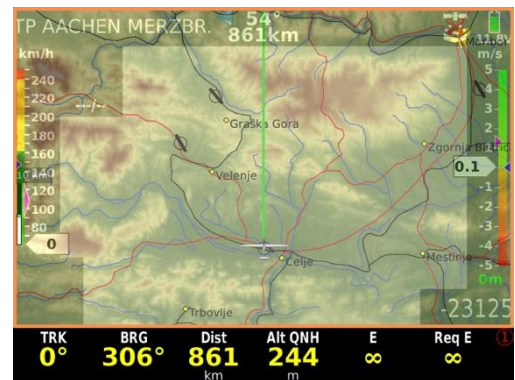 TP AACHEN MERZBR.
54°
861km
11.8V
km/h
m/s
240
220
200
180
160
140
120
100
80
0
--/--
Graška Gora
Velenje
Celje
Trbovlje
5
4
3
2
0.1
-1
-2
-3
-4
-5
0m
-23125
TRK BRG Dist Alt QNH E Req E
0° 306° 861 244 ∞ ∞
km m
1